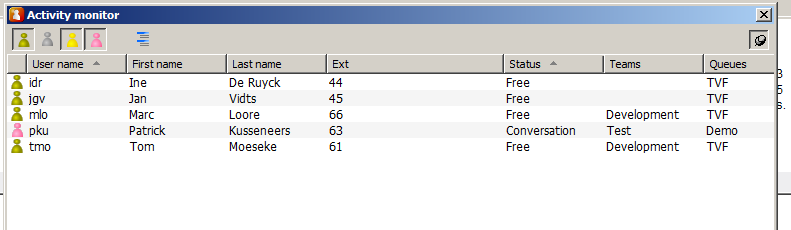 Activity monitor
User name First name Last name Ext Status Teams Queues
idr Ine De Ruyck 44 Free TVF
jgv Jan Vidts 45 Free TVF
mlo Marc Loore 66 Free Development TVF
pku Patrick Kusseneers 63 Conversation Test Demo
tmo Tom Moeseke 61 Free Development TVF
3
5
s.